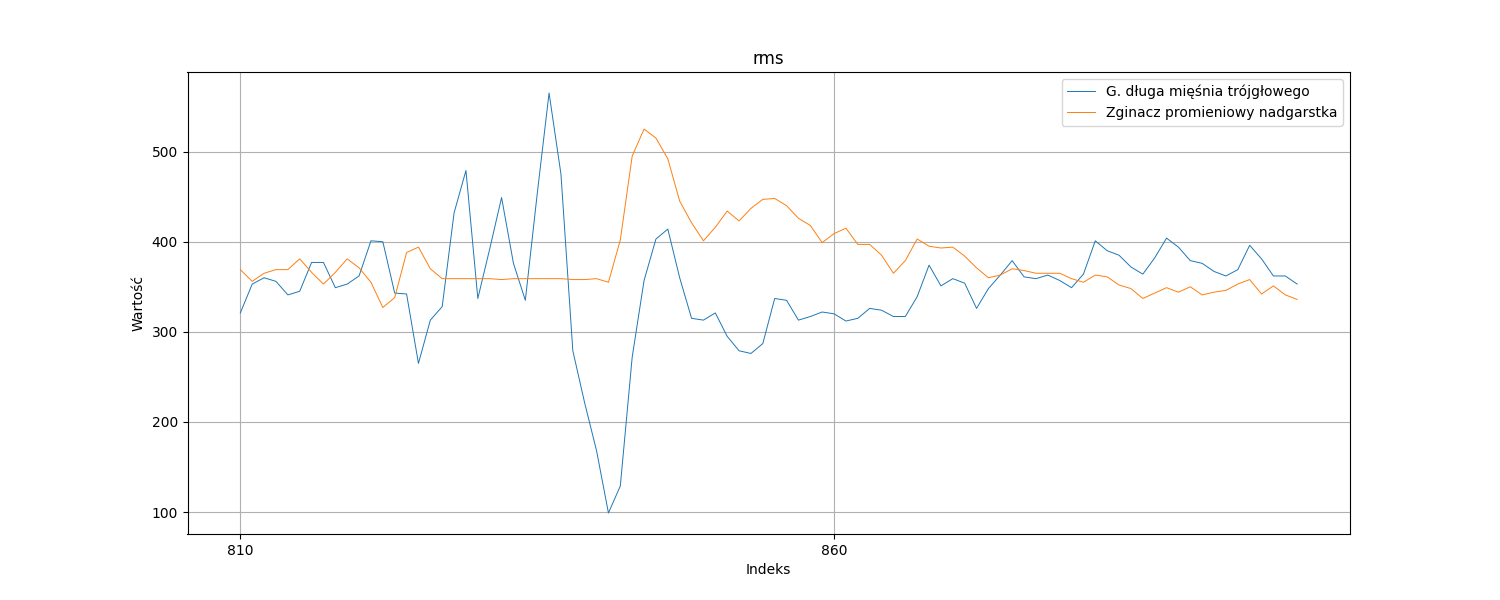 rms
G. długa mięśnia trójgłowego
Zginacz promieniowy nadgarstka
Wartość
500
400
300
200
100
810
860
Indeks